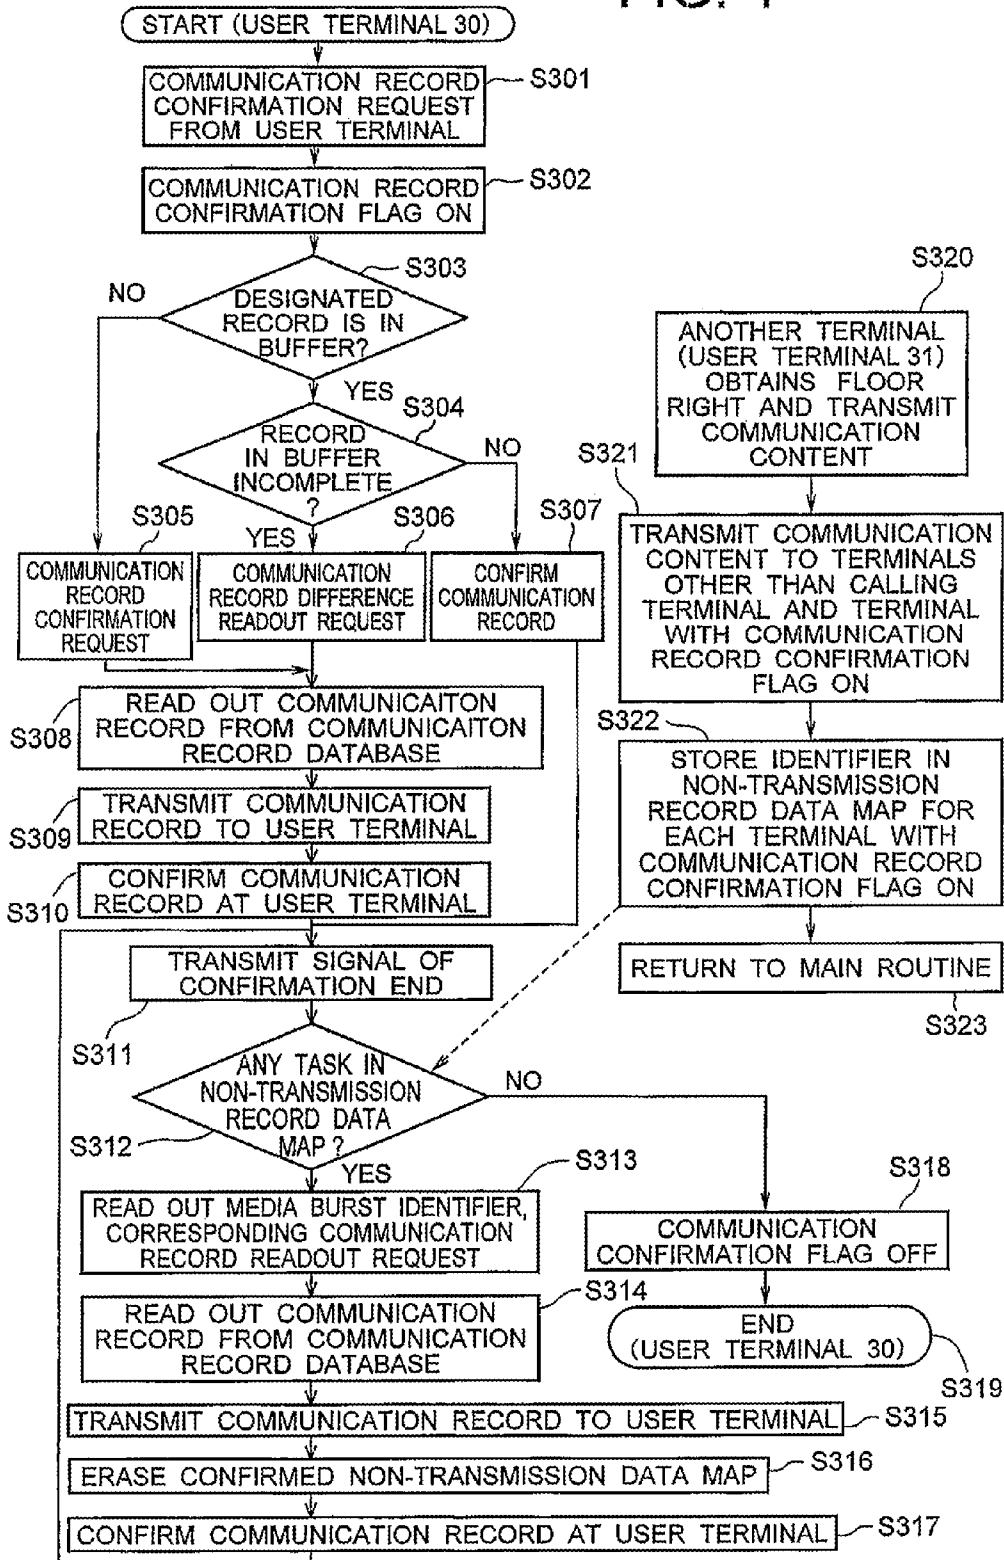 START (USER TERMINAL 30)
COMMUNICATION RECORD
CONFIRMATION REQUEST
FROM USER TERMINAL
S301
COMMUNICATION RECORD
CONFIRMATION FLAG ON
S302
S303
NO
DESIGNATED
RECORD IS IN
BUFFER?
YES
S304
RECORD
IN BUFFER
INCOMPLETE
?
NO
YES
S305
COMMUNICATION
RECORD
CONFIRMATION
REQUEST
S306
COMMUNICATION
RECORD DIFFERENCE
READOUT REQUEST
S307
CONFIRM
COMMUNICATION
RECORD
S308
READ OUT COMMUNICAITON
RECORD FROM COMMUNICAITON
RECORD DATABASE
S309
TRANSMIT COMMUNICATION
RECORD TO USER TERMINAL
S310
CONFIRM COMMUNICATION
RECORD AT USER TERMINAL
TRANSMIT SIGNAL OF
CONFIRMATION END
S311
ANY TASK IN
NON-TRANSMISSION
RECORD DATA
MAP ?
S312
NO
YES
S313
READ OUT MEDIA BURST IDENTIFIER,
CORRESPONDING COMMUNICATION
RECORD READOUT REQUEST
S314
READ OUT COMMUNICATION
RECORD FROM COMMUNICATION
RECORD DATABASE
TRANSMIT COMMUNICATION RECORD TO USER TERMINAL
S315
ERASE CONFIRMED NON-TRANSMISSION DATA MAP
S316
CONFIRM COMMUNICATION RECORD AT USER TERMINAL
S317
S318
COMMUNICATION
CONFIRMATION FLAG OFF
END
(USER TERMINAL 30)
S319
S320
ANOTHER TERMINAL
(USER TERMINAL 31)
OBTAINS FLOOR
RIGHT AND TRANSMIT
COMMUNICATION
CONTENT
S321
TRANSMIT COMMUNICATION
CONTENT TO TERMINALS
OTHER THAN CALLING
TERMINAL AND TERMINAL
WITH COMMUNICATION
RECORD CONFIRMATION
FLAG ON
S322
STORE IDENTIFIER IN
NON-TRANSMISSION
RECORD DATA MAP FOR
EACH TERMINAL WITH
COMMUNICATION RECORD
CONFIRMATION FLAG ON
RETURN TO MAIN ROUTINE
S323